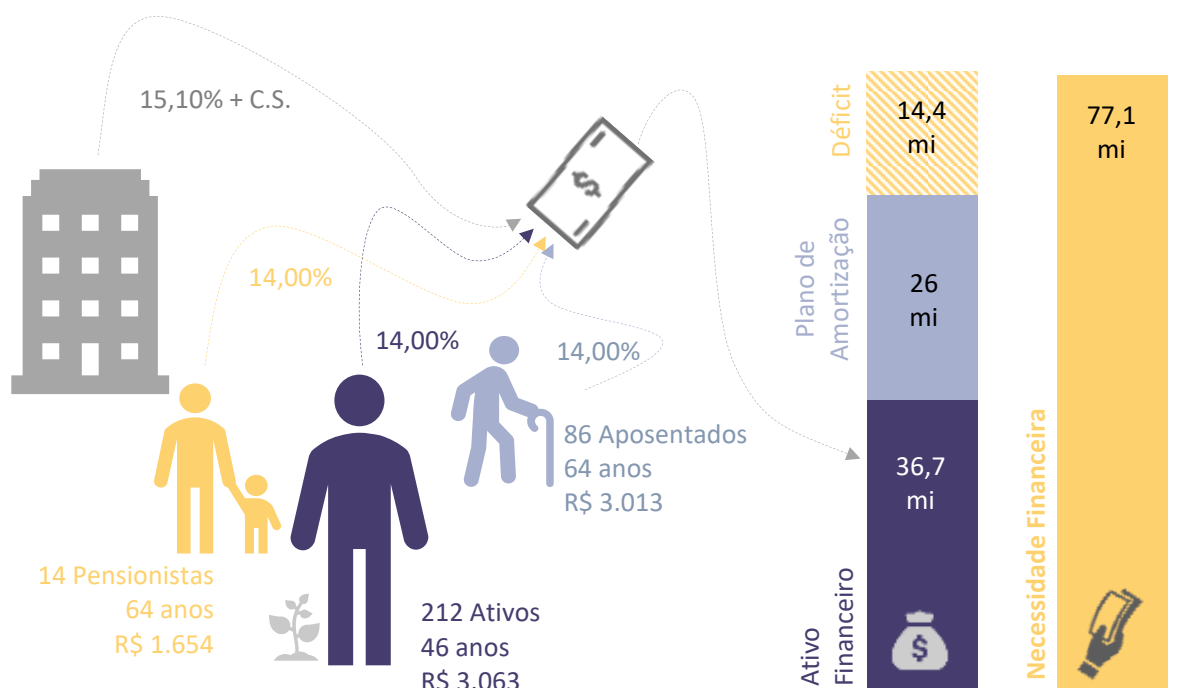 15,10% + C.S.
14,00%
14,00%
14,00%
14 Pensionistas
64 anos
R$ 1.654
212 Ativos
46 anos
R$ 3.063
86 Aposentados
64 anos
R$ 3.013
$
Déficit
14,4
mi
Plano de
Amortização
26
mi
Ativo
Financeiro
36,7
mi
$
Necessidade Financeira
77,1
mi